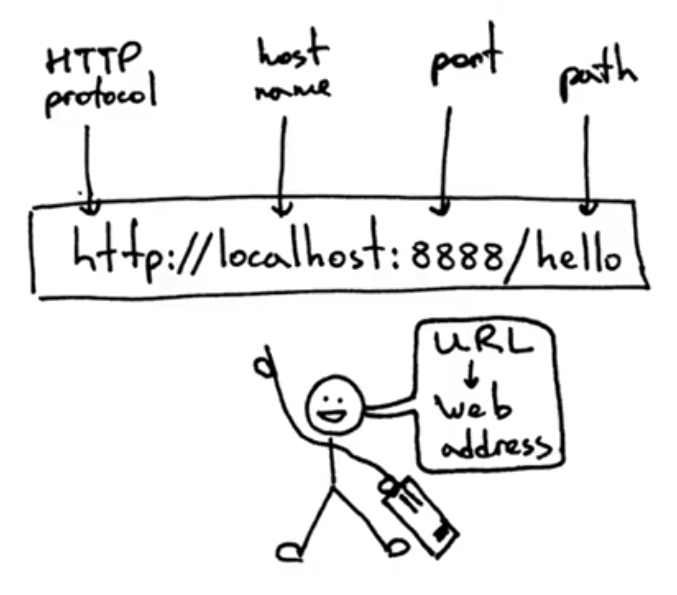 HTTP
protocol
host
name
port
path
http://localhost:8888/hello
URL
web
address